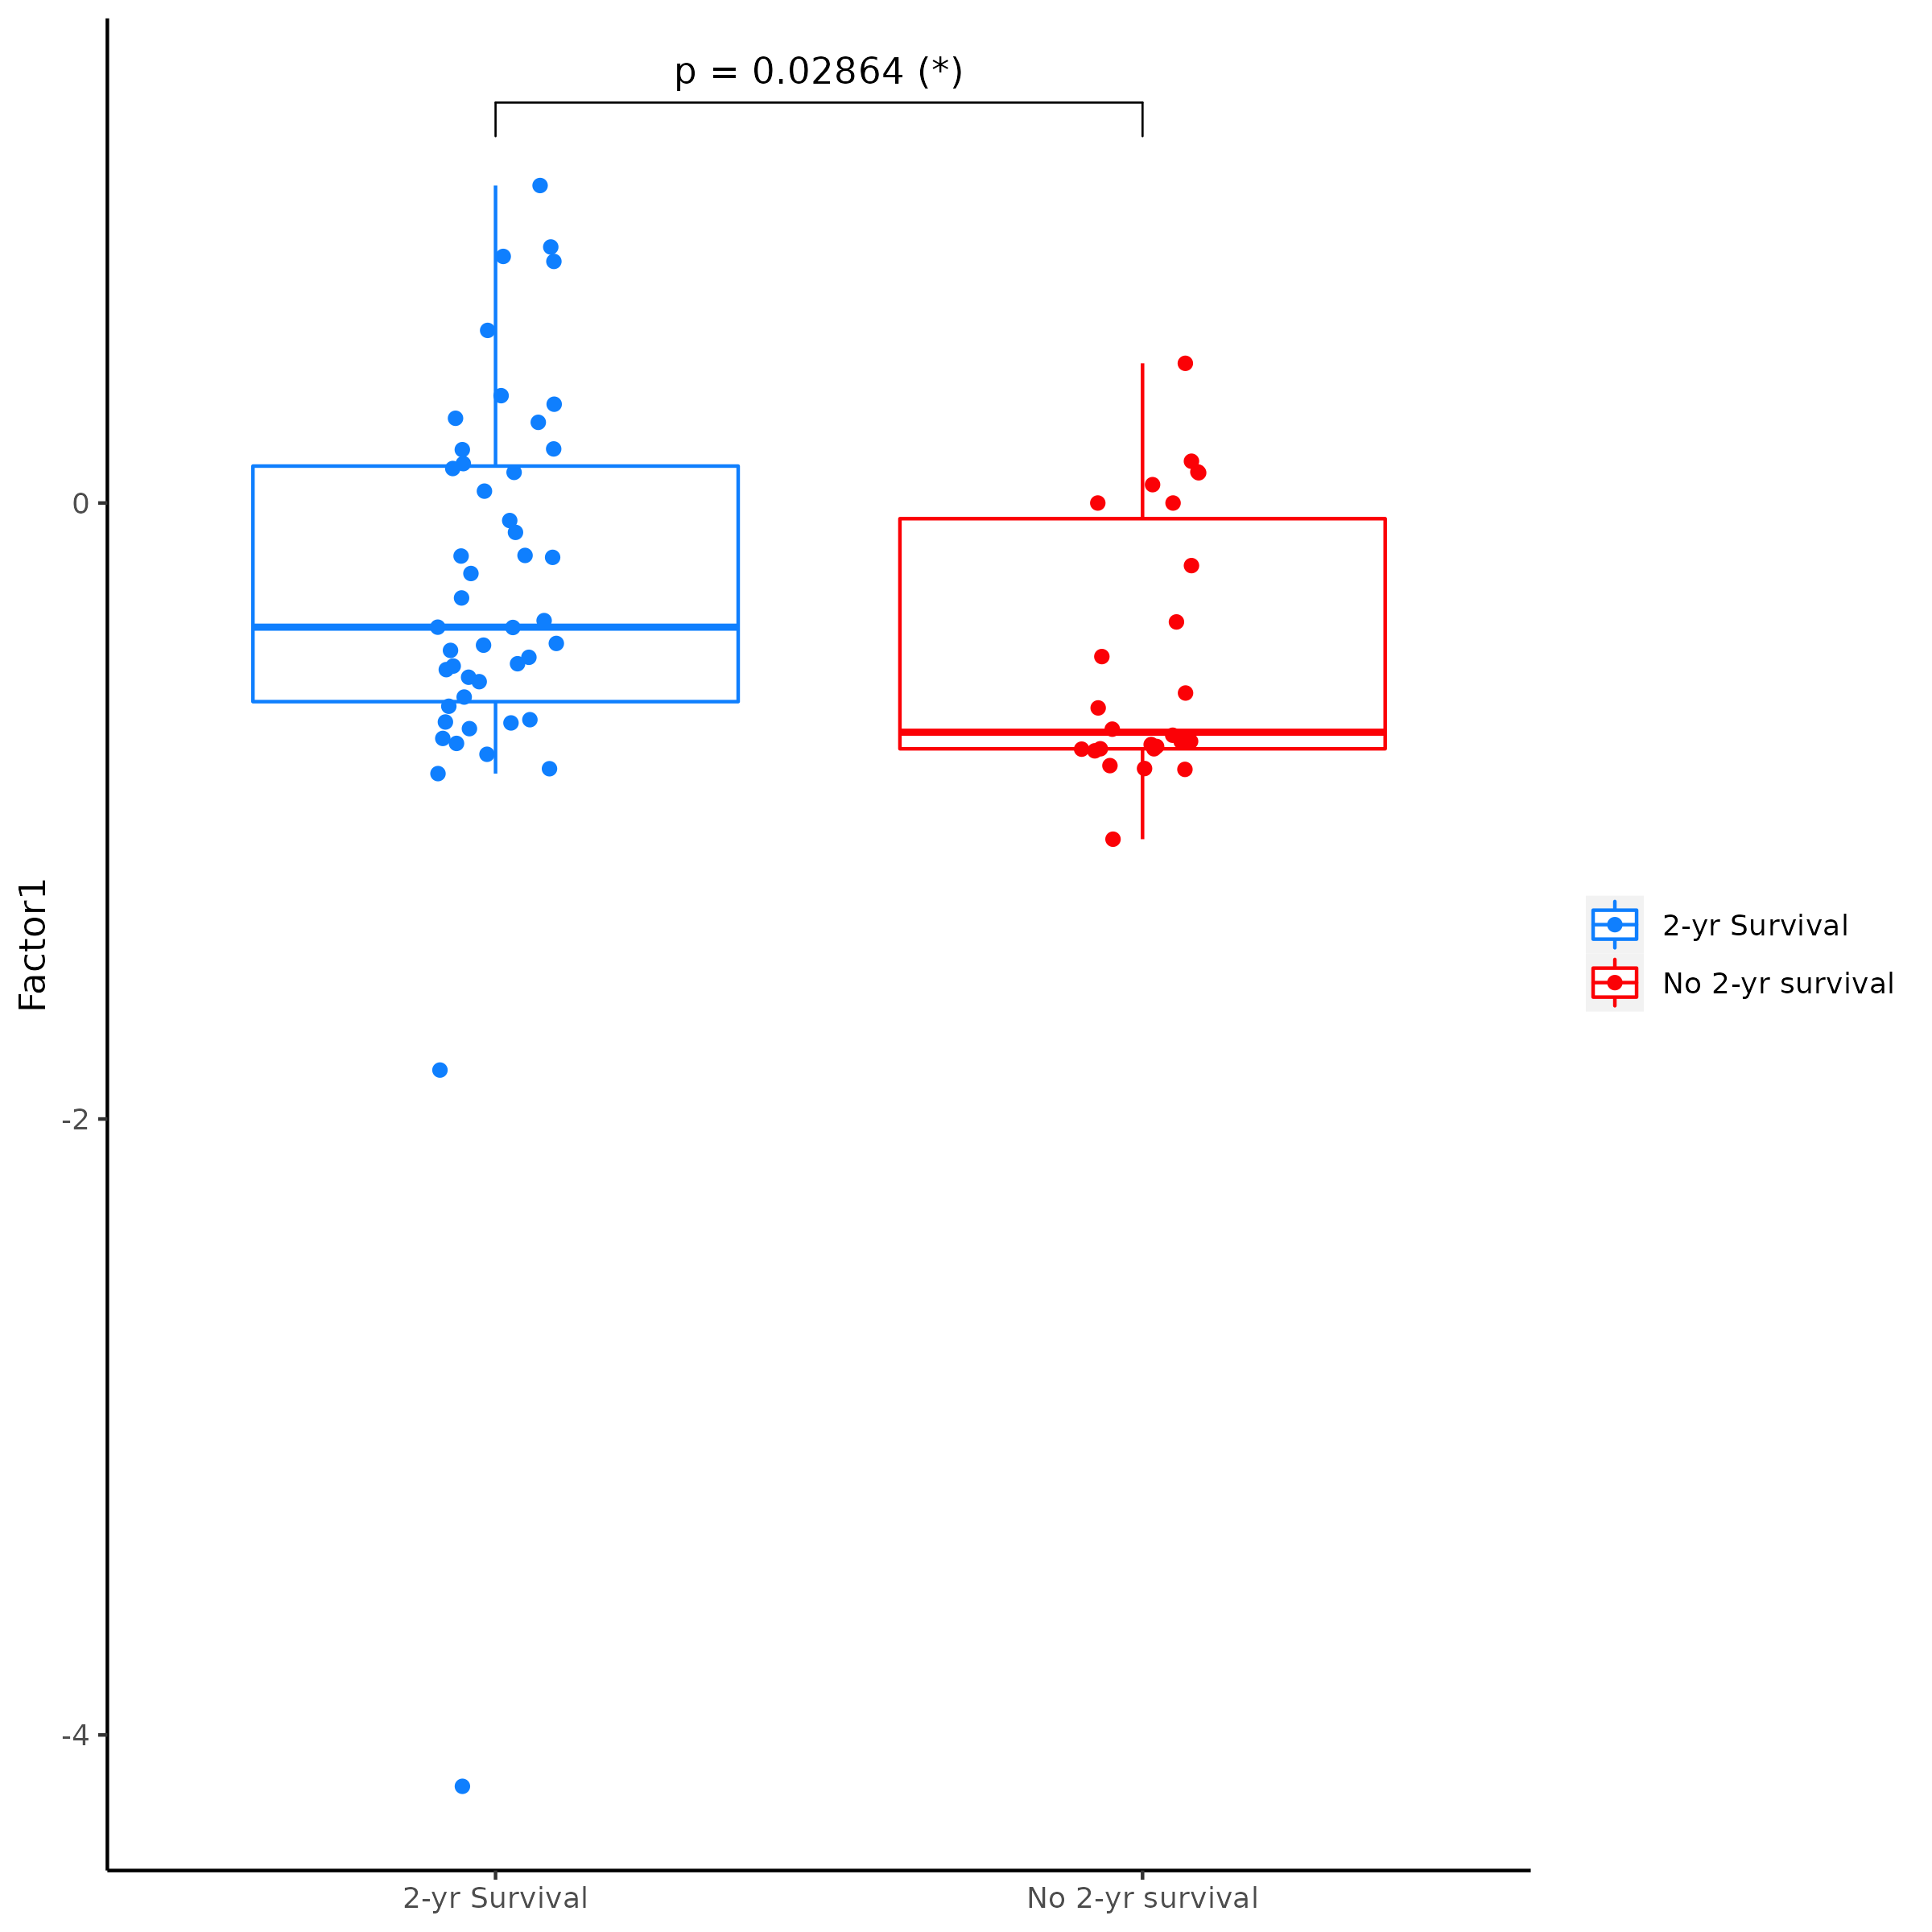 p = 0.02864 (*)
0
-2
-4
Factor1
2-yr Survival
No 2-yr survival
2-yr Survival
No 2-yr survival